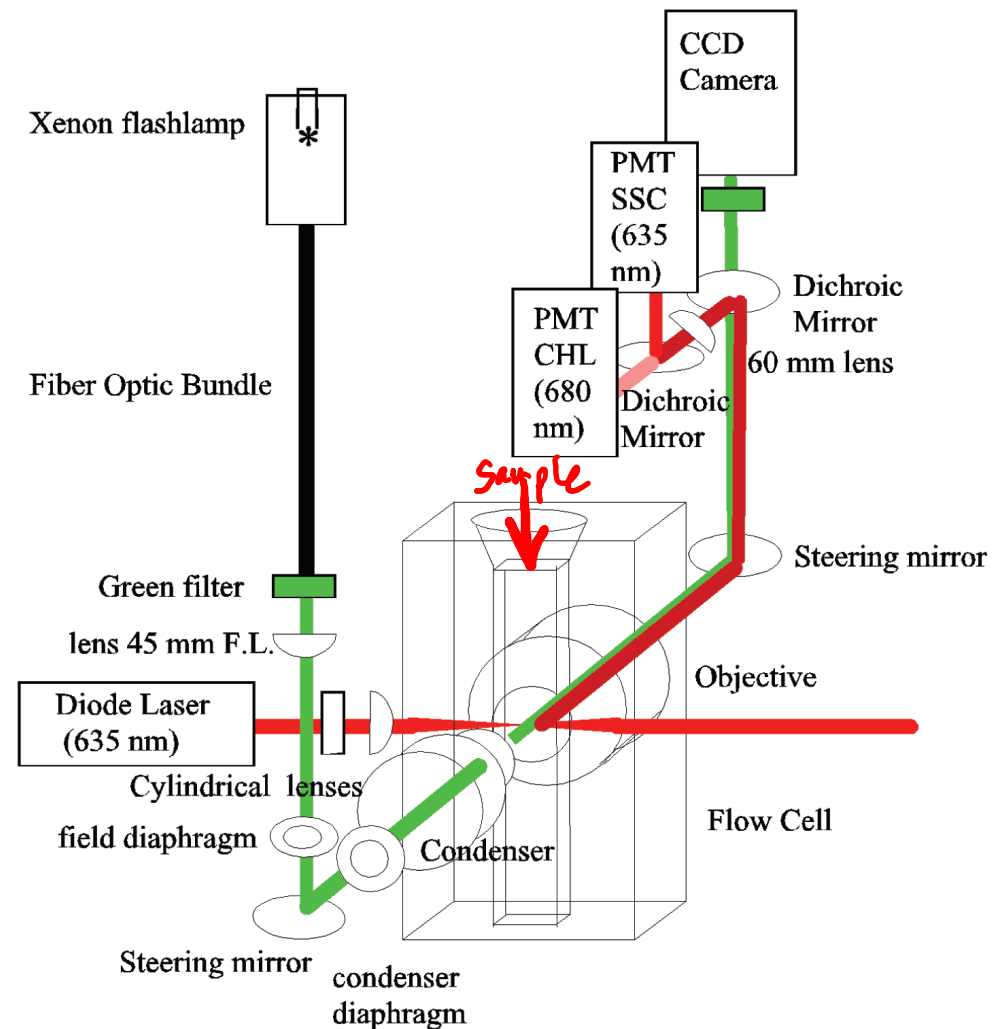 CCD
Camera
Xenon flashlamp
*
PMT
SSC
(635
nm)
Dichroic
Mirror
PMT
CHL
(680
nm)
60 mm lens
Fiber Optic Bundle
Dichroic
Mirror
Sample
Steering mirror
Green filter
lens 45 mm F.L.
Objective
Diode Laser
(635 nm)
Cylindrical lenses
Flow Cell
field diaphragm
Condenser
Steering mirror
condenser
diaphragm